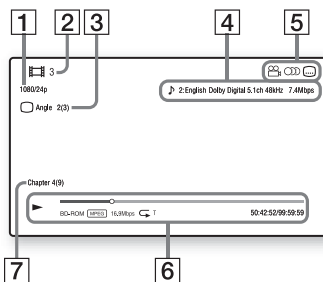 1 2 3 4 5
3
1080/24p
2:English Dolby Digital 5.1ch 48kHz 7.4Mbps
Angle 2(3)
Chapter 4(9)
BD-ROM MPEG 16.9Mbps T 50:42:52/99:59:59
7 6